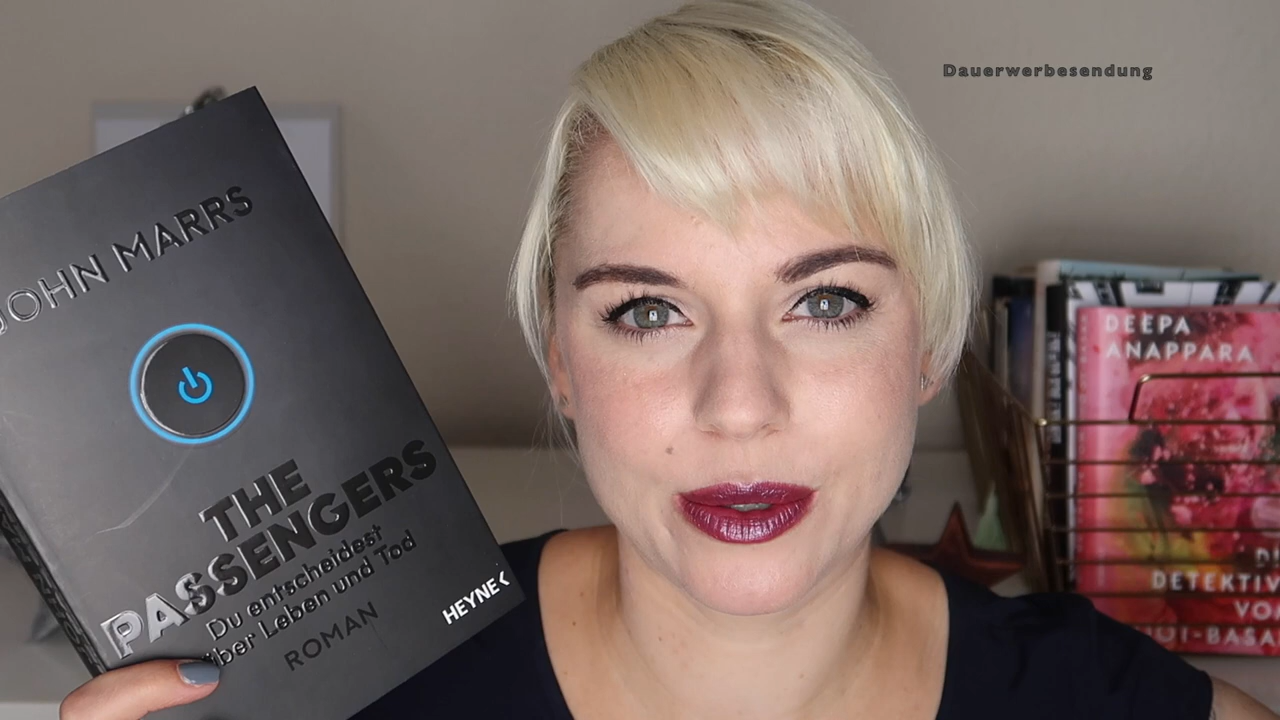 Dauerwerbesendung
JOHN MARRS
THE
PASSENGERS
Du entscheidest
über Leben und Tod
ROMAN
HEYNE
DEEPA
ANAPPARA
DETEKTIV